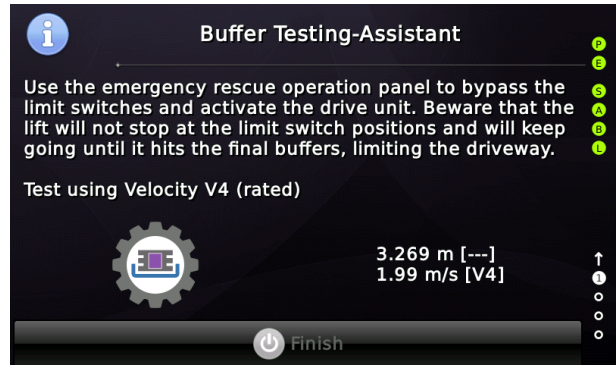 Buffer Testing-Assistant
Use the emergency rescue operation panel to bypass the
limit switches and activate the drive unit. Beware that the
lift will not stop at the limit switch positions and will keep
going until it hits the final buffers, limiting the driveway.
Test using Velocity V4 (rated)
3.269 m [---]
1.99 m/s [V4]
Finish
P
E
S
A
B
L
↑
1